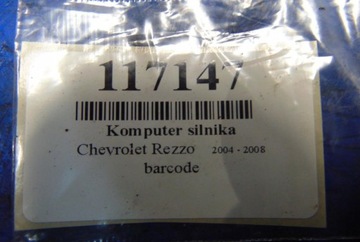 117147
Komputer silnika
Chevrolet Rezzo 2004 - 2008
barcode